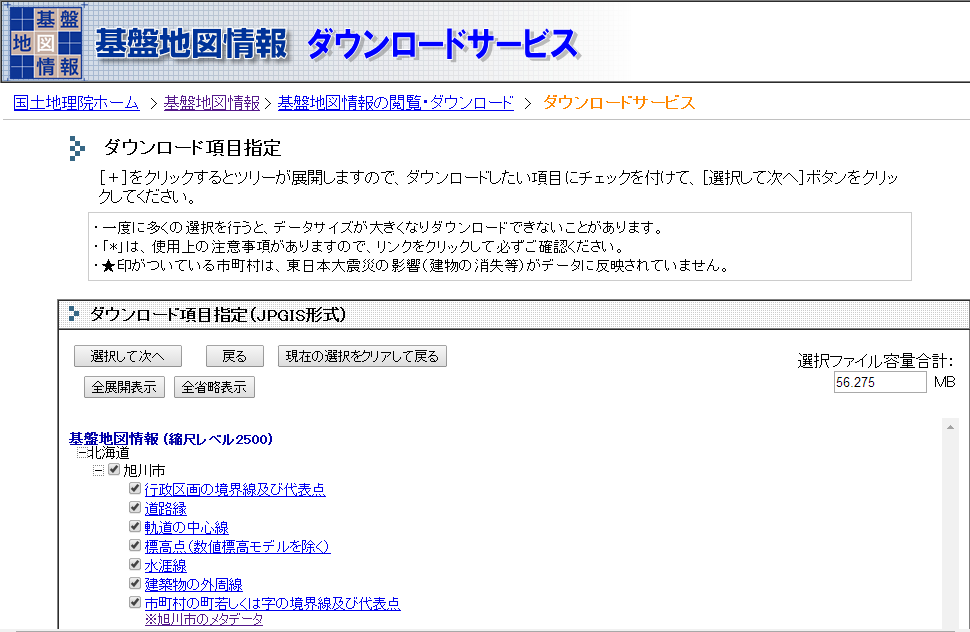 基盤
地図
情報
基盤地図情報 ダウンロードサービス
国土地理院ホーム > 基盤地図情報 > 基盤地図情報の閲覧・ダウンロード > ダウンロードサービス
ダウンロード項目指定
[+]をクリックするとツリーが展開しますので、ダウンロードしたい項目にチェックを付けて、[選択して次へ]ボタンをクリッ
クしてください。
・一度に多くの選択を行うと、データサイズが大きくなりダウンロードできないことがあります。
・「*」は、使用上の注意事項がありますので、リンクをクリックして必ずご確認ください。
・★印がついている市町村は、東日本大震災の影響(建物の消失等)がデータに反映されていません。
ダウンロード項目指定(JPGIS形式)
選択して次へ 戻る 現在の選択をクリアして戻る
選択ファイル容量合計:
全展開表示 全省略表示 56.275 MB
基盤地図情報 (縮尺レベル2500)
北海道
旭川市
行政区画の境界線及び代表点
道路縁
軌道の中心線
標高点(数値標高モデルを除く)
水涯線
建築物の外周線
市町村の町若しくは字の境界線及び代表点
※旭川市のメタデータ